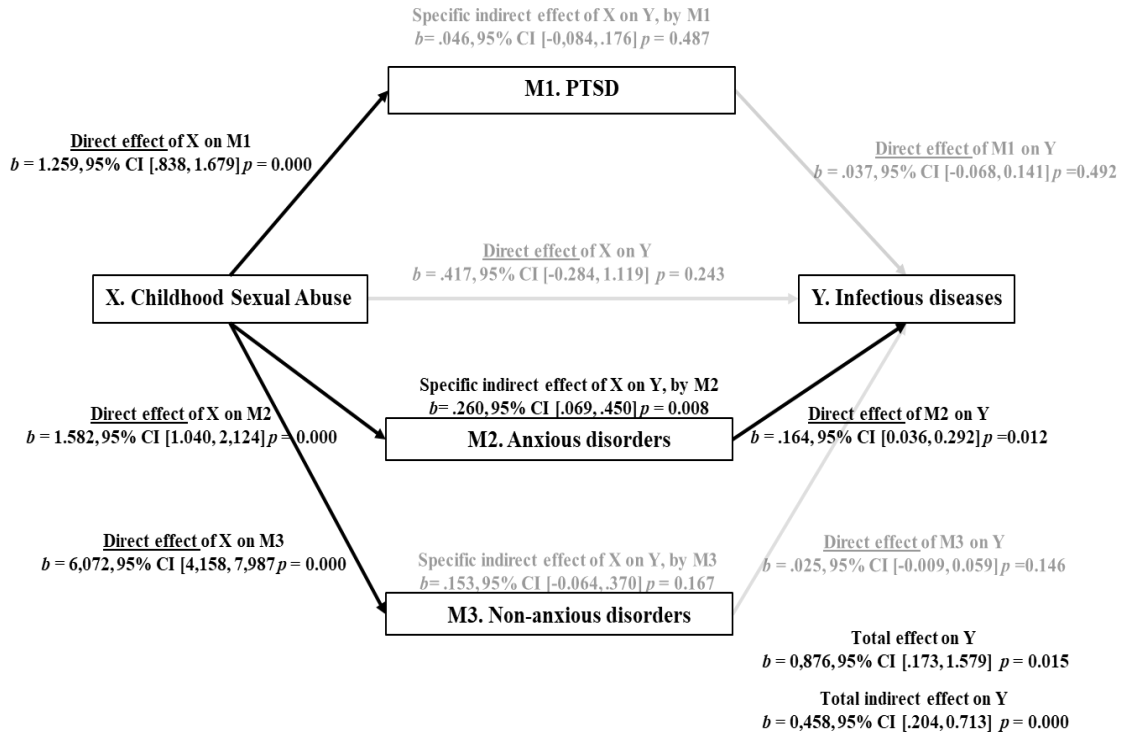 Specific indirect effect of X on Y, by M1
b= .046, 95% CI [-0,084, .176] p = 0.487
M1. PTSD
Direct effect of X on M1
b = 1.259, 95% CI [.838, 1.679] p = 0.000
Direct effect of M1 on Y
b = .037, 95% CI [-0.068, 0.141] p =0.492
Direct effect of X on Y
b = .417, 95% CI [-0.284, 1.119] p = 0.243
X. Childhood Sexual Abuse
Y. Infectious diseases
Specific indirect effect of X on Y, by M2
b= .260, 95% CI [.069, .450] p = 0.008
Direct effect of X on M2
b = 1.582, 95% CI [1.040, 2,124] p = 0.000
M2. Anxious disorders
Direct effect of M2 on Y
b = .164, 95% CI [0.036, 0.292] p =0.012
Direct effect of X on M3
b = 6,072, 95% CI [4,158, 7,987 p = 0.000
Specific indirect effect of X on Y, by M3
b= .153, 95% CI [-0.064, .370] p = 0.167
Direct effect of M3 on Y
b = .025, 95% CI [-0.009, 0.059] p =0.146
M3. Non-anxious disorders
Total effect on Y
b = 0,876, 95% CI [.173, 1.579] p = 0.015
Total indirect effect on Y
b = 0,458, 95% CI [.204, 0.713] p = 0.000